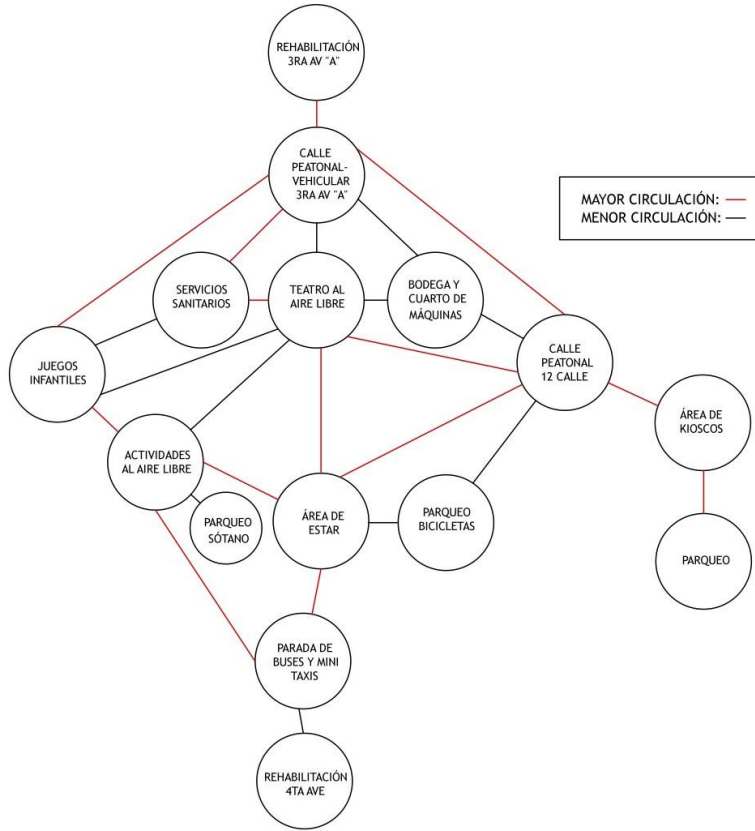 REHABILITACIÓN
3RA AV "A"
CALLE
PEATONAL-
VEHICULAR
3RA AV "A"
MAYOR CIRCULACIÓN:
MENOR CIRCULACIÓN:
SERVICIOS
SANITARIOS
TEATRO AL
AIRE LIBRE
BODEGA Y
CUARTO DE
MÁQUINAS
JUEGOS
INFANTILES
CALLE
PEATONAL
12 CALLE
ÁREA DE
KIOSCOS
ACTIVIDADES
AL AIRE LIBRE
PARQUEO
SÓTANO
ÁREA DE
ESTAR
PARQUEO
BICICLETAS
PARQUEO
PARADA DE
BUSES Y MINI
TAXIS
REHABILITACIÓN
4TA AVE